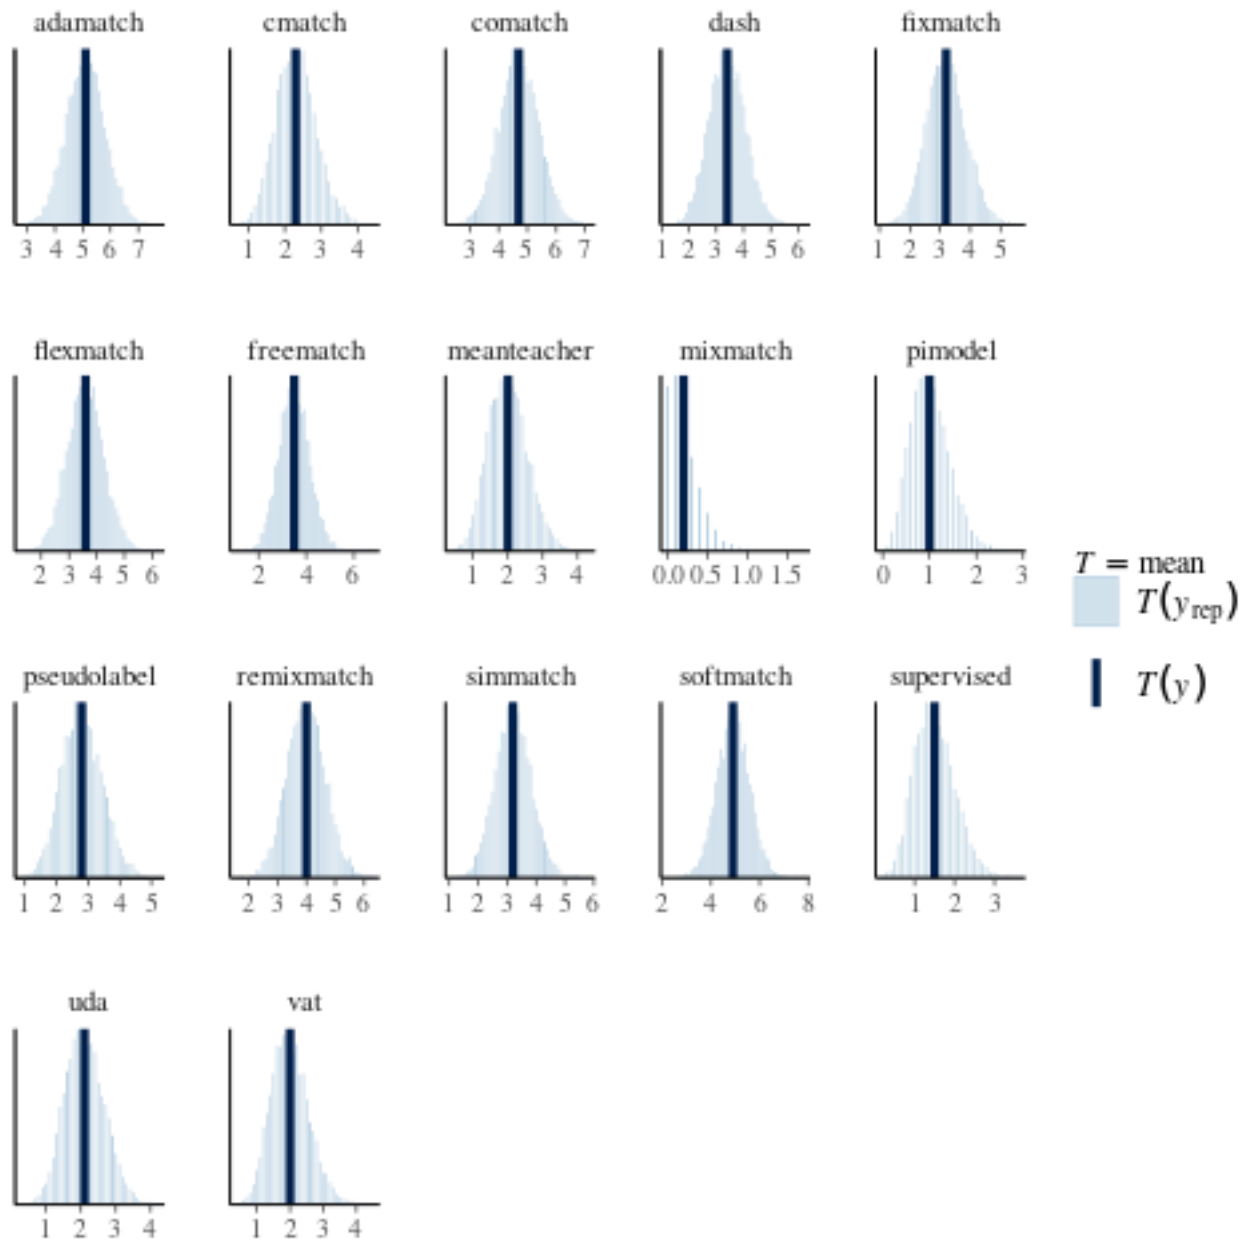 adamatch cmatch comatch dash fixmatch
3 4 5 6 7 1 2 3 4 3 4 5 6 7 1 2 3 4 5 6 1 2 3 4 5
flexmatch freematch meanteacher mixmatch pimodel
2 3 4 5 6 2 4 6 1 2 3 4 0.0 0.5 1.0 1.5 0 1 2 3
T = mean
T(yrep)
T(y)
pseudolabel remixmatch simmatch softmatch supervised
1 2 3 4 5 2 3 4 5 6 1 2 3 4 5 6 2 4 6 8 1 2 3
uda vat
1 2 3 4 1 2 3 4